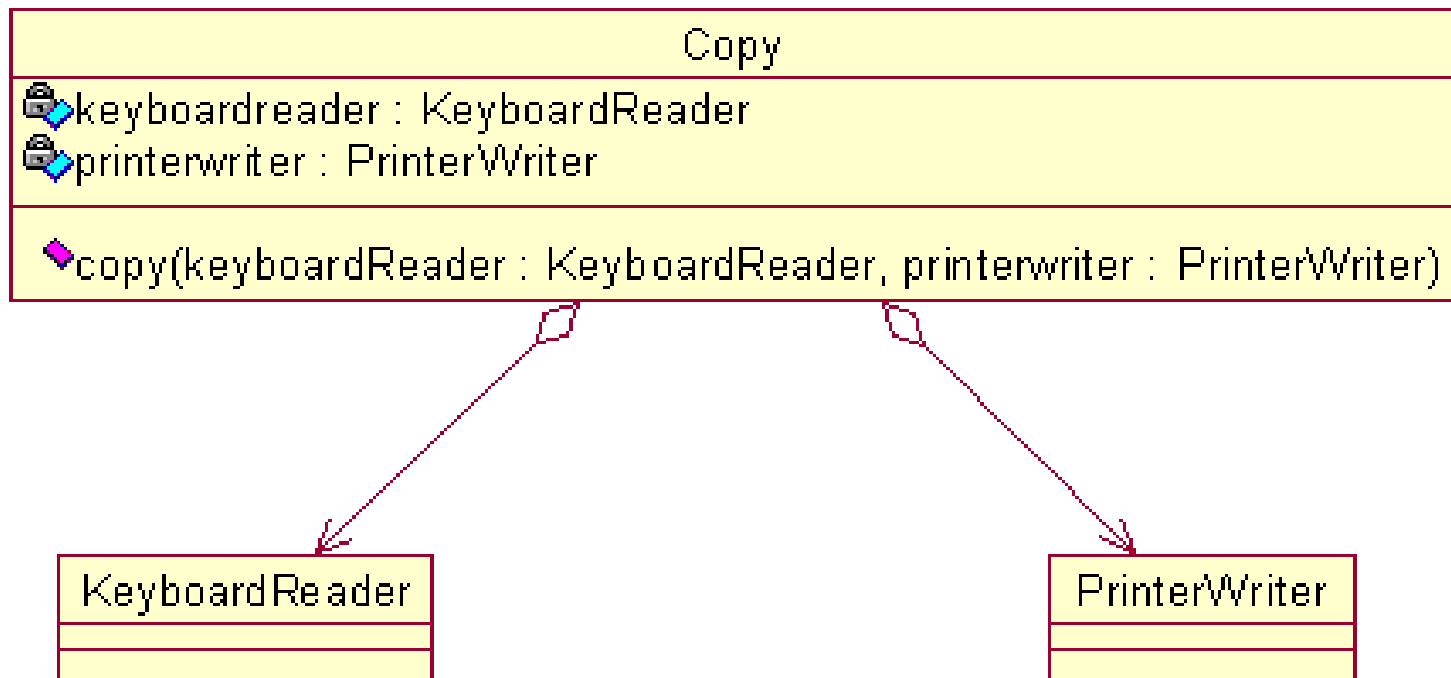 Copy
keyboardreader : KeyboardReader
printerwriter : PrinterWriter
copy(keyboardReader : KeyboardReader, printerwriter : PrinterWriter)
KeyboardReader
PrinterWriter